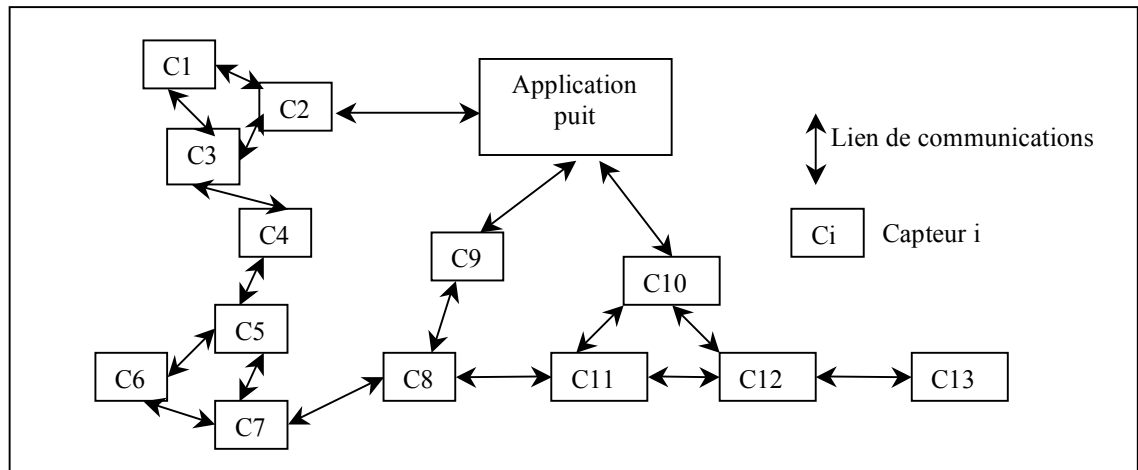 C1
C2
Application
puit
C3
Lien de communications
C4
Ci
Capteur i
C9
C10
C5
C6
C8
C11
C12
C13
C7